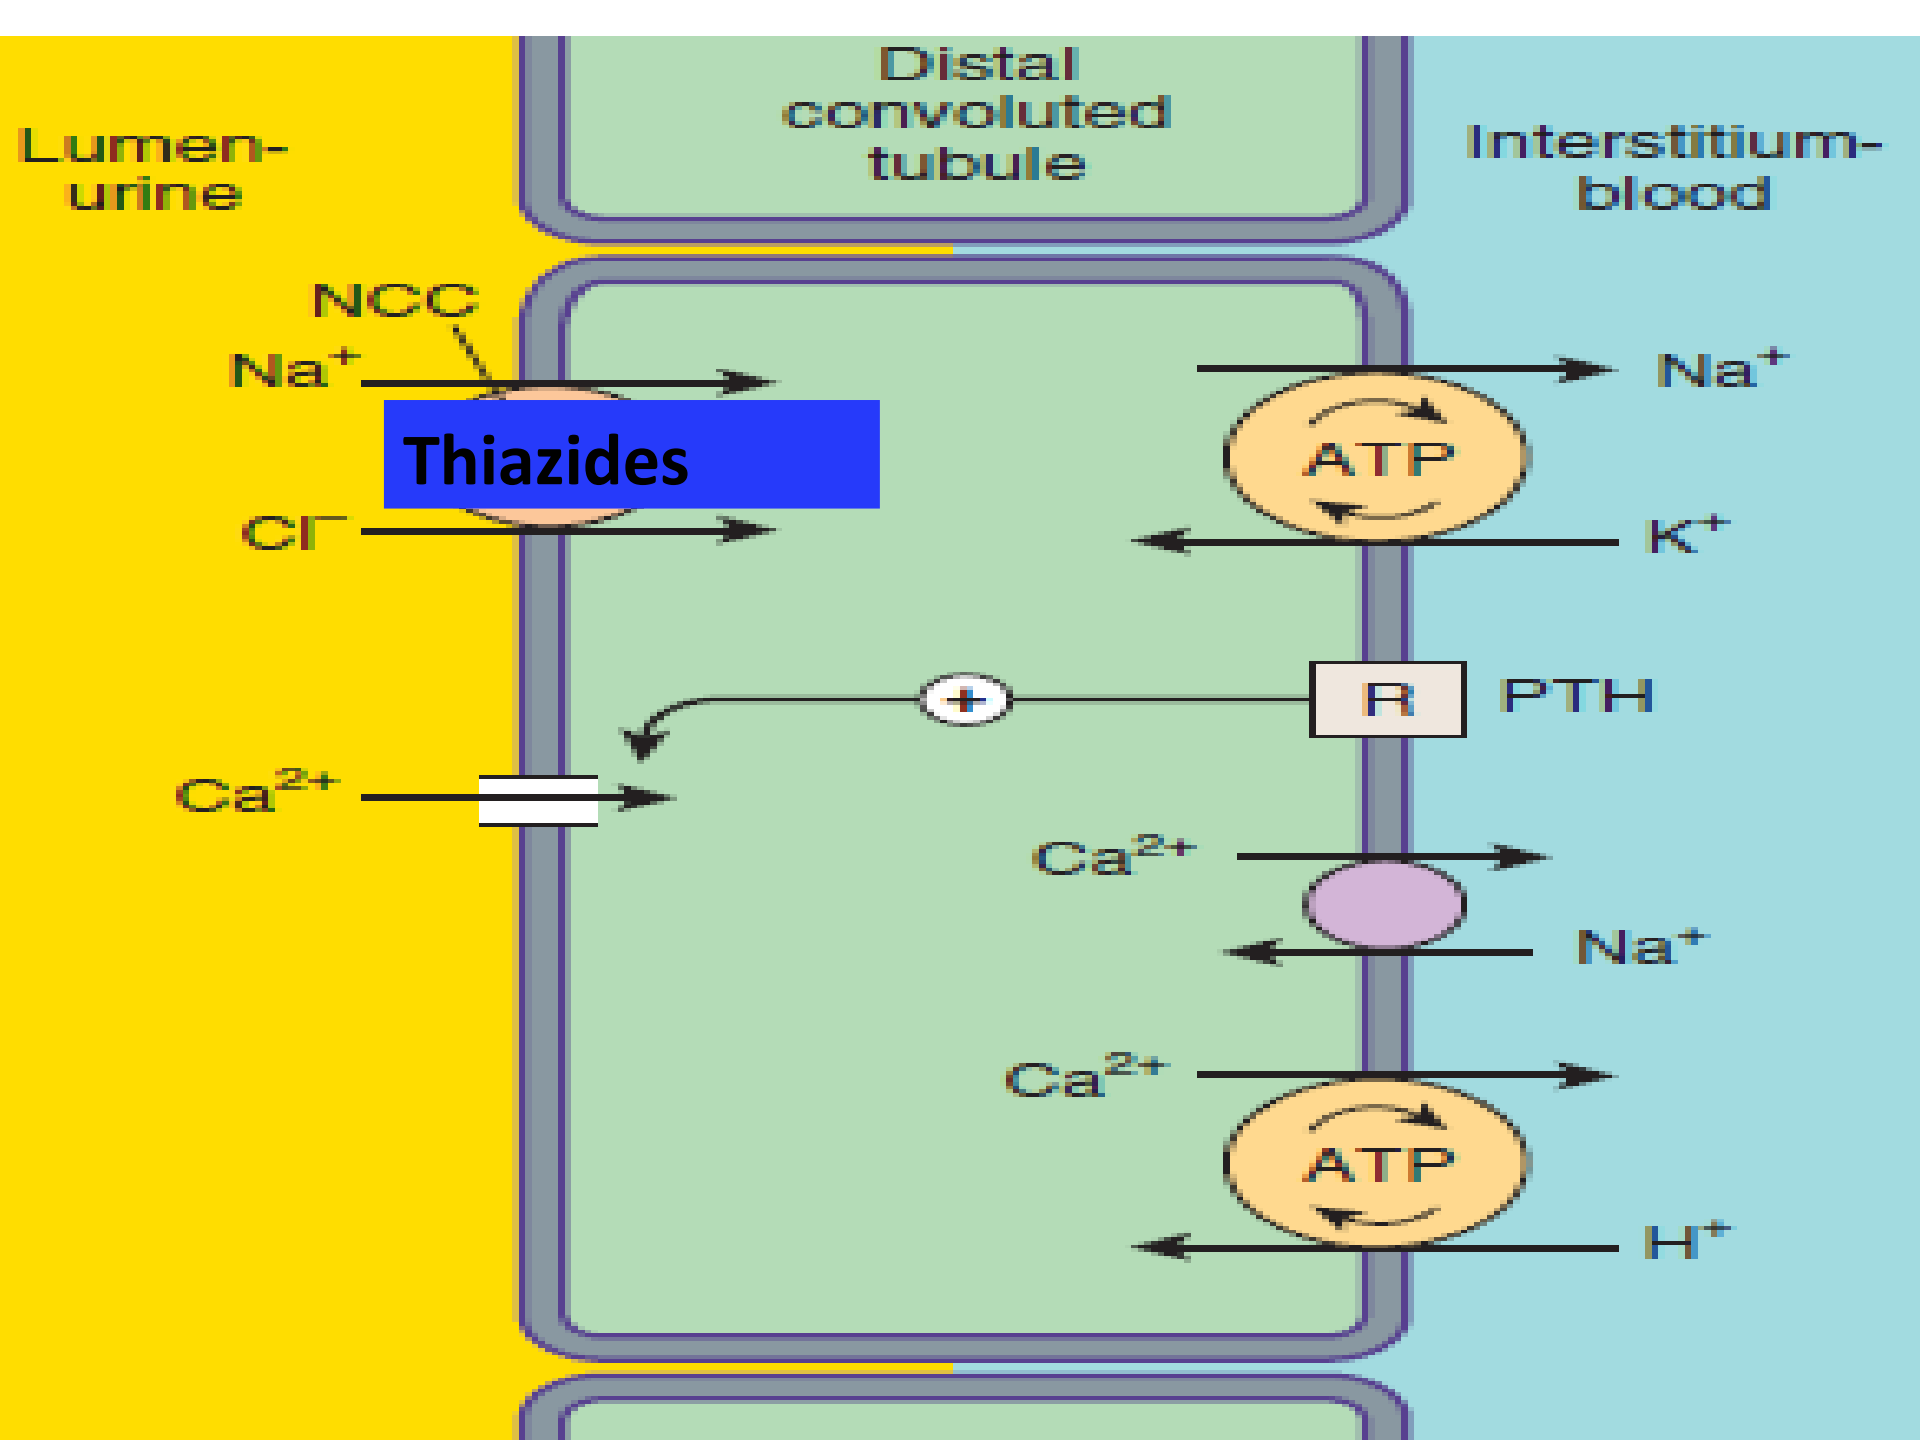 Distal
convoluted
tubule
Lumen-
urine
Interstitium-
blood
NCC
Na⁺
Na⁺
Thiazides
ATP
Cl⁻
K⁺
+
R
PTH
Ca²⁺
Ca²⁺
Na⁺
Ca²⁺
ATP
H⁺